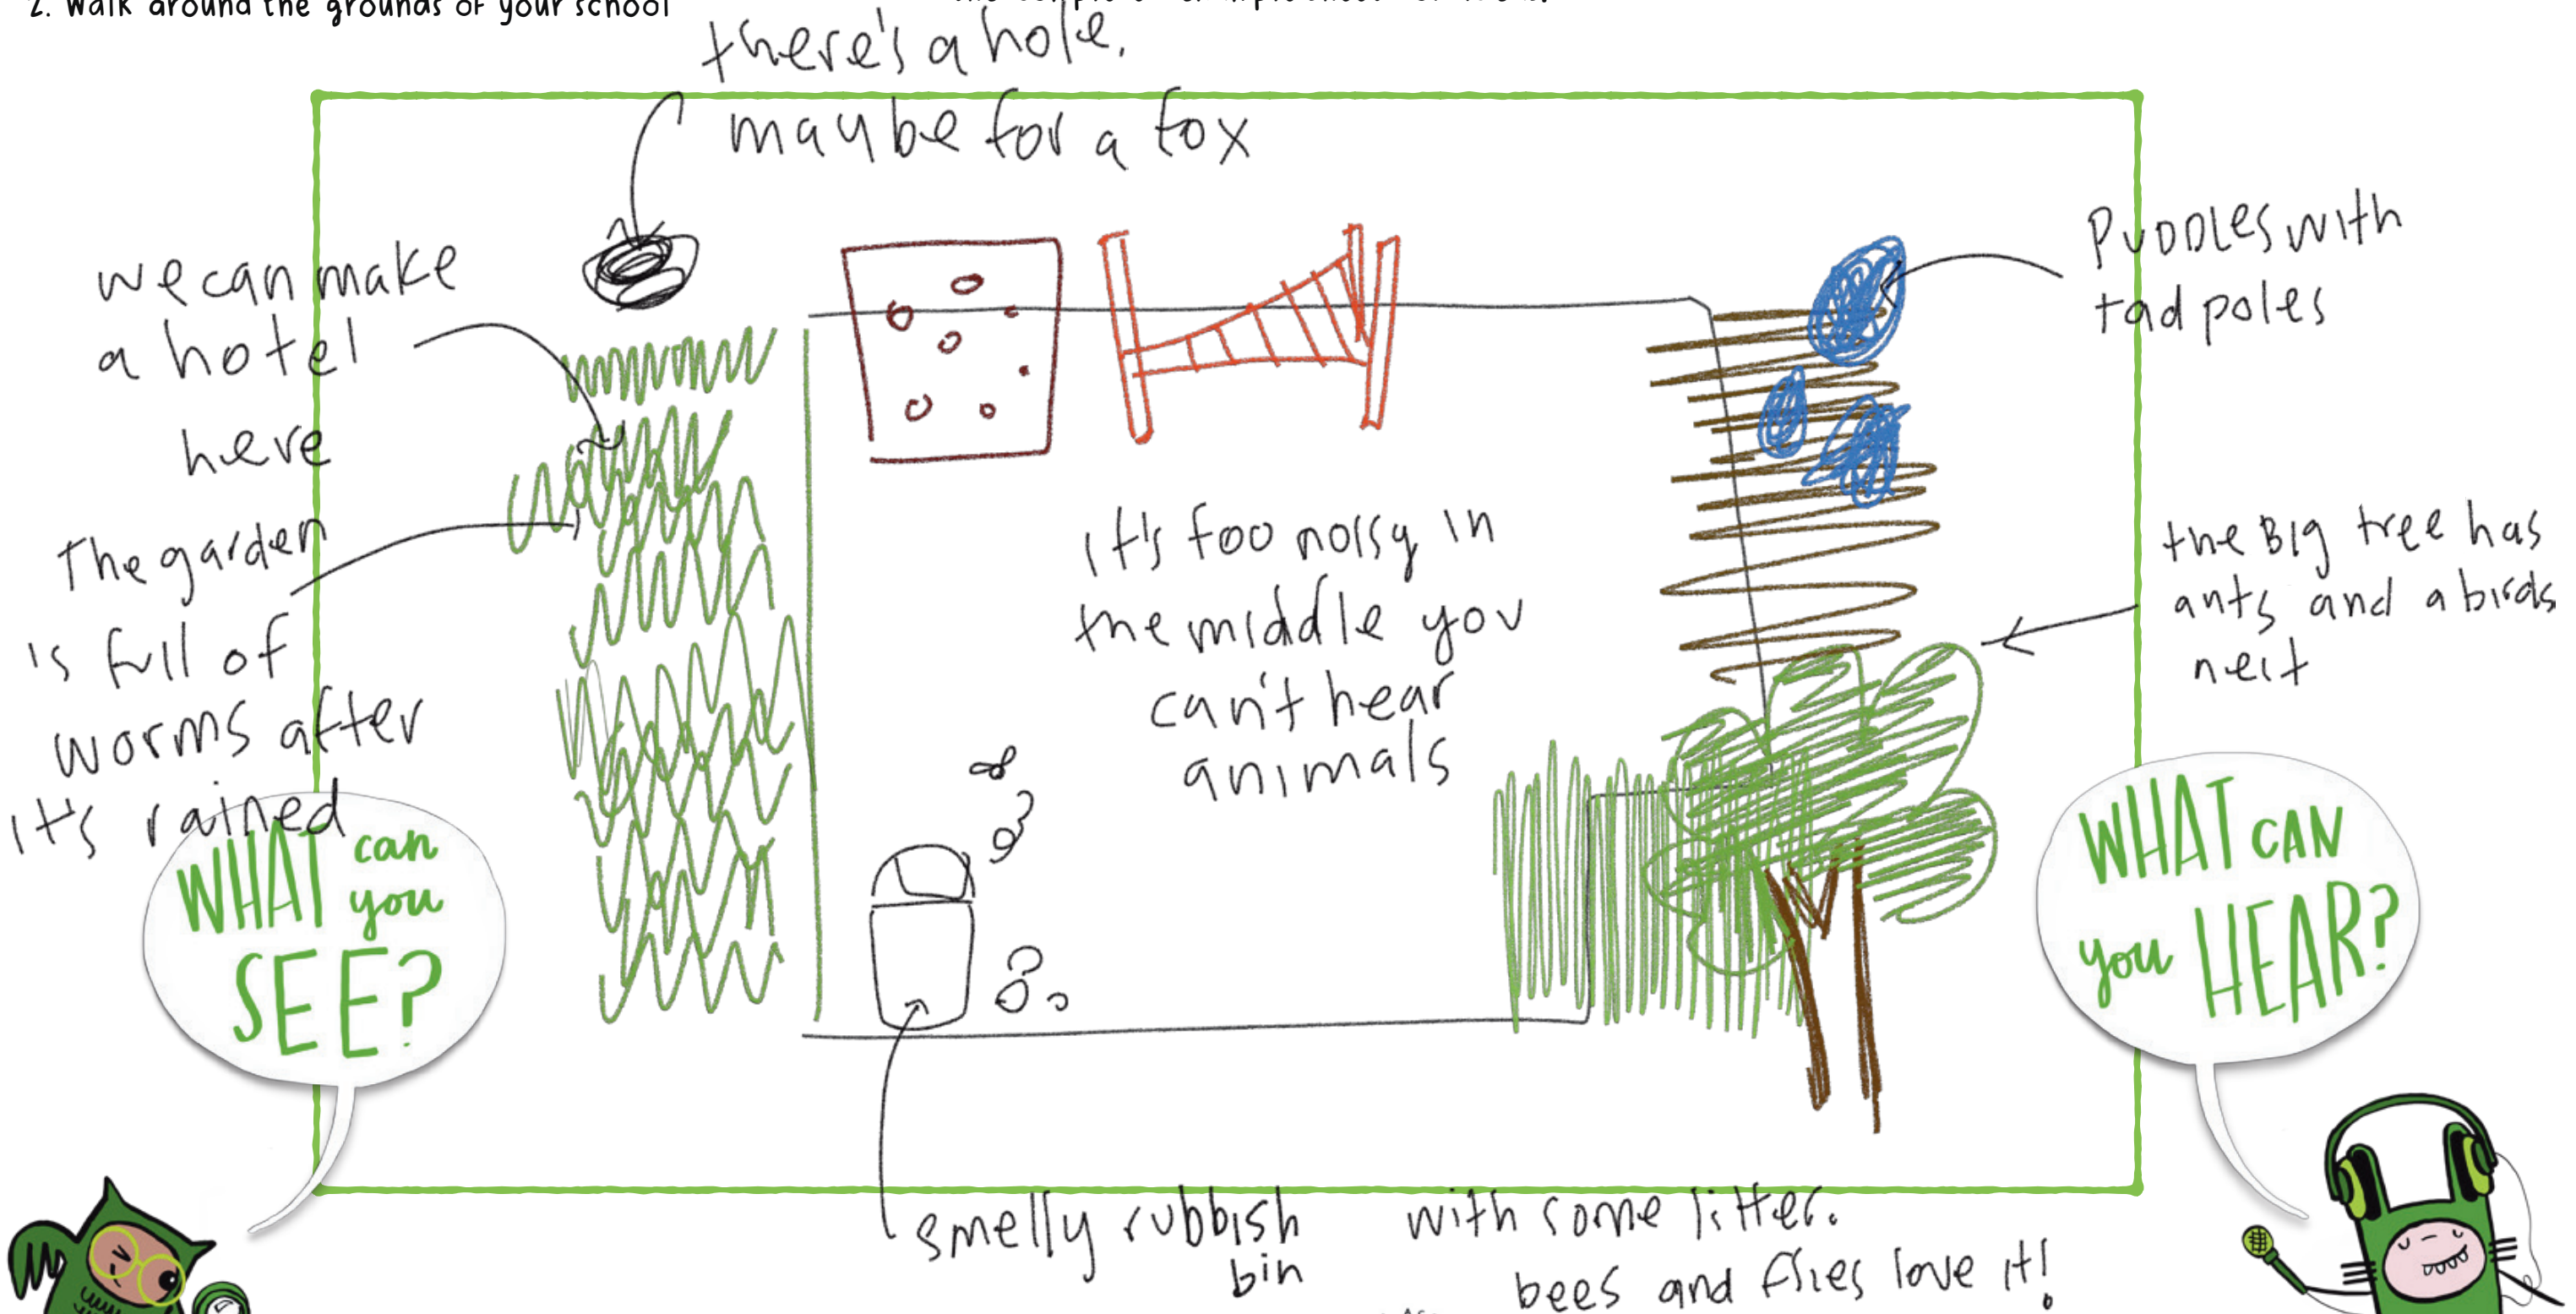 2. Walk around the grounds of your school
there's a hole.
maybe for a fox
we can make
a hotel
here
The garden
is full of
worms after
it's rained
Puddles with
tadpoles
it's too noisy in
the middle you
can't hear
animals
the Big tree has
ants and a birds
nest
WHAT can
you
SEE?
WHAT CAN
you HEAR?
smelly rubbish
bin
with some litter.
bees and flies love it!